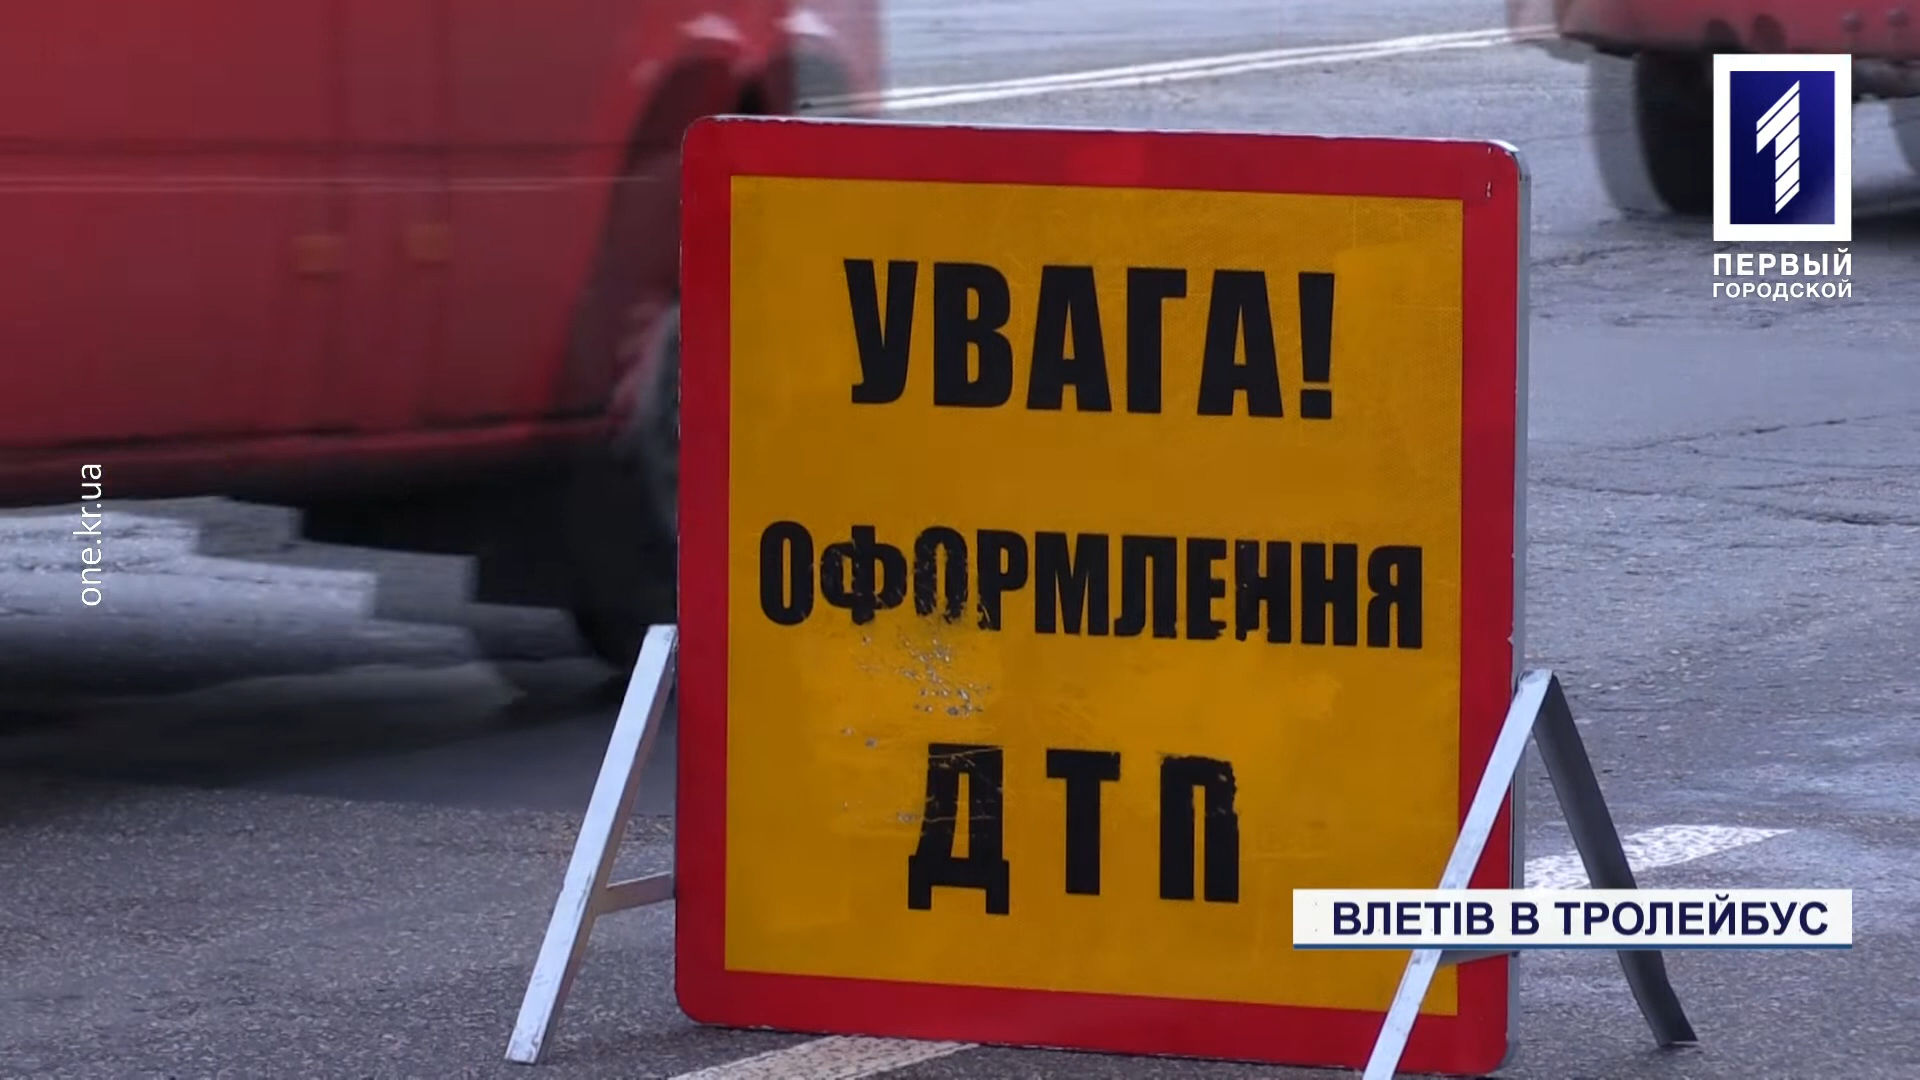 ПЕРВЫЙ
ГОРОДСКОЙ
УВАГА!
ОФОРМЛЕННЯ
ДТП
one.kr.ua
ВЛЕТІВ В ТРОЛЕЙБУС